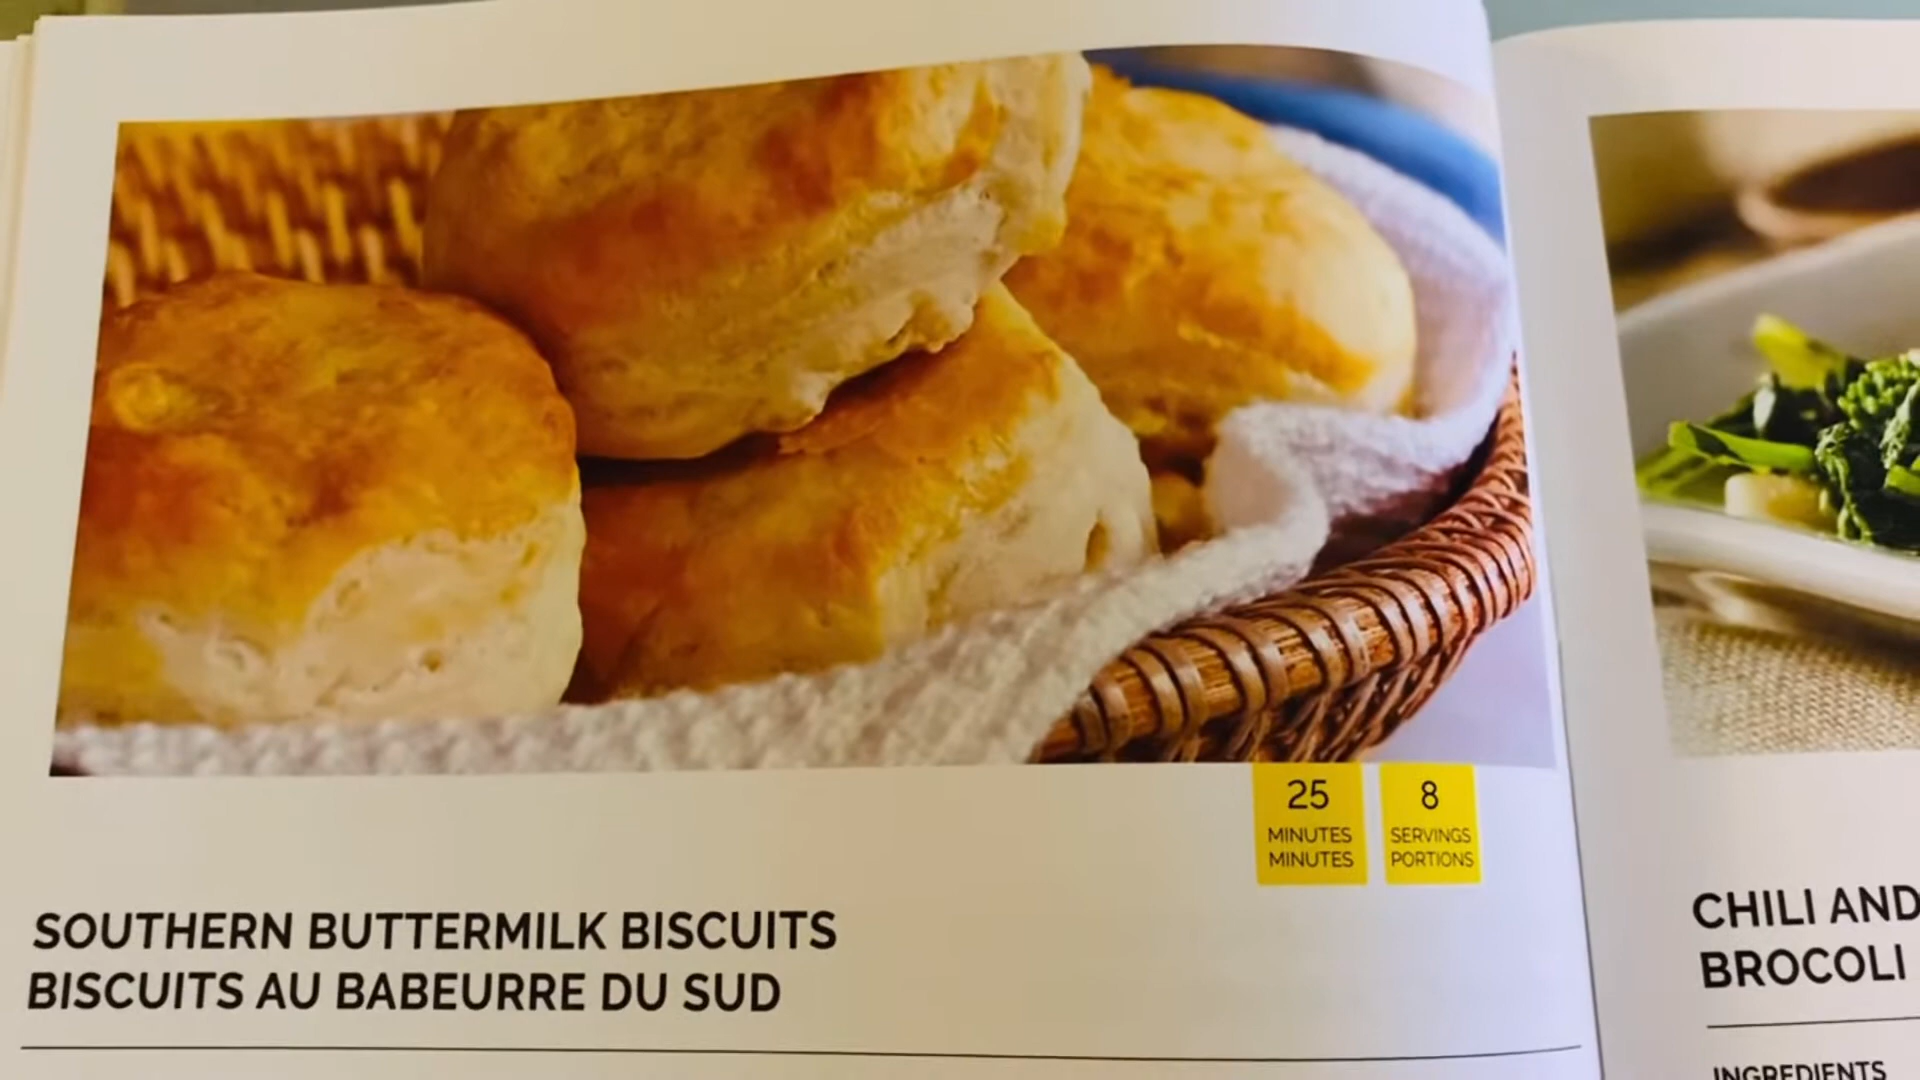 25
MINUTES
MINUTES
8
SERVINGS
PORTIONS
SOUTHERN BUTTERMILK BISCUITS
BISCUITS AU BABEURRE DU SUD
CHILI AND
BROCOLI
INGREDIENTS